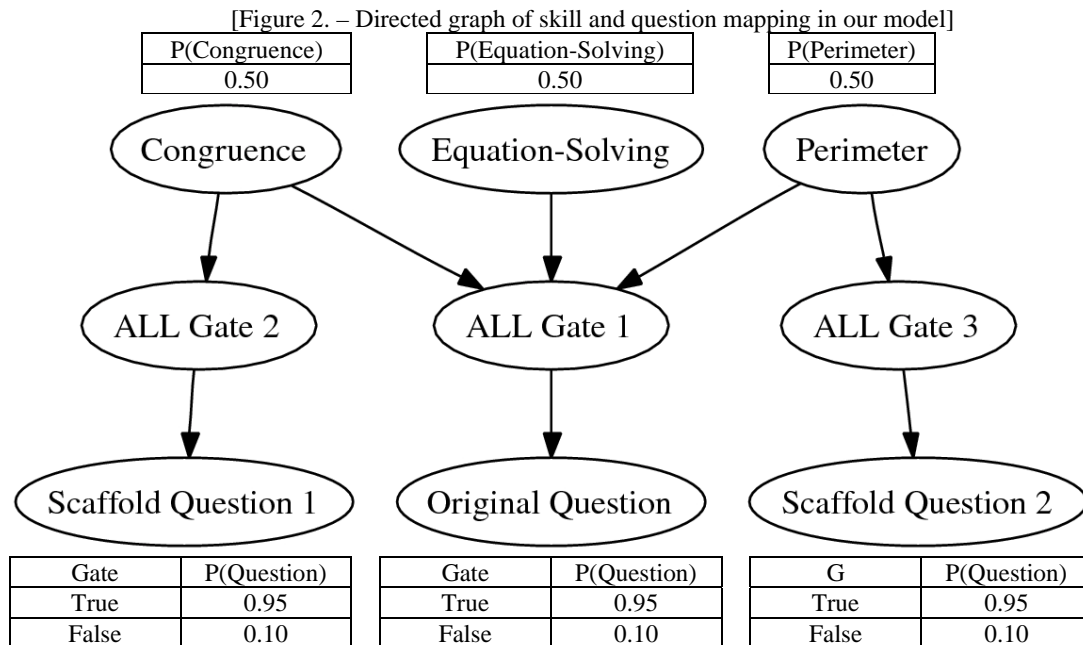 [Figure 2. – Directed graph of skill and question mapping in our model]
P(Congruence) P(Equation-Solving) P(Perimeter)
0.50 0.50 0.50
Congruence Equation-Solving Perimeter
ALL Gate 2 ALL Gate 1 ALL Gate 3
Scaffold Question 1 Original Question Scaffold Question 2
Gate P(Question) Gate P(Question) G P(Question)
True 0.95 True 0.95 True 0.95
False 0.10 False 0.10 False 0.10